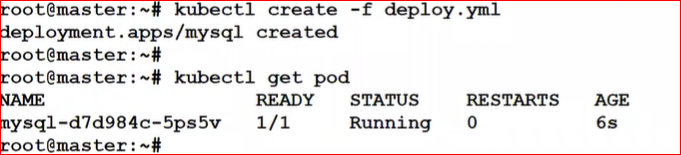 root@master:~# kubectl create -f deploy.yml
deployment.apps/mysql created
root@master:~#
root@master:~# kubectl get pod
NAME READY STATUS RESTARTS AGE
mysql-d7d984c-5ps5v 1/1 Running 0 6s
root@master:~#